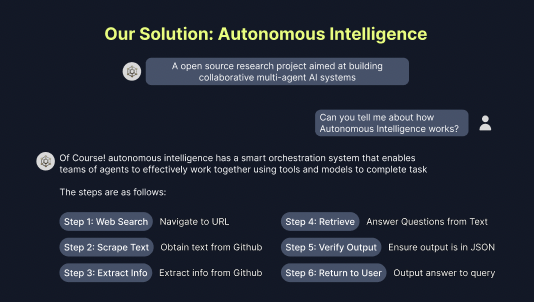 Our Solution: Autonomous Intelligence
A open source research project aimed at building
collaborative multi-agent AI systems
Can you tell me about how
Autonomous Intelligence works?
Of Course! autonomous intelligence has a smart orchestration system that enables
teams of agents to effectively work together using tools and models to complete task
The steps are as follows:
Step 1: Web Search Navigate to URL
Step 2: Scrape Text Obtain text from Github
Step 3: Extract Info Extract info from Github
Step 4: Retrieve Answer Questions from Text
Step 5: Verify Output Ensure output is in JSON
Step 6: Return to User Output answer to query